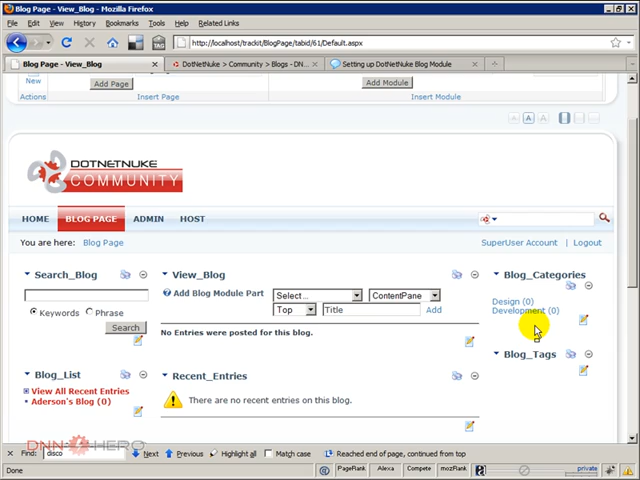 Blog Page - View_Blog - Mozilla Firefox
File Edit View History Bookmarks Tools Help Related Links
http://localhost/trackit/BlogPage/tabid/61/Default.aspx
Blog Page - View_Blog
DotNetNuke > Community > Blogs - DN...
Setting up DotNetNuke Blog Module
New
Add Page
Add Module
Actions
Insert Page
Insert Module
A A A
DOTNETNUKE
COMMUNITY
HOME BLOG PAGE ADMIN HOST
You are here: Blog Page
SuperUser Account | Logout
Search_Blog
Keywords Phrase
Search
Blog_List
View All Recent Entries
Aderson's Blog (0)
View_Blog
Add Blog Module Part
Select... ContentPane
Top Title Add
No Entries were posted for this blog.
Recent_Entries
There are no recent entries on this blog.
Blog_Categories
Design (0)
Development (0)
Blog_Tags
DNN HERO
Find: disco Next Previous Highlight all Match case Reached end of page, continued from top
Done
PageRank Alexa Compete mozRank private